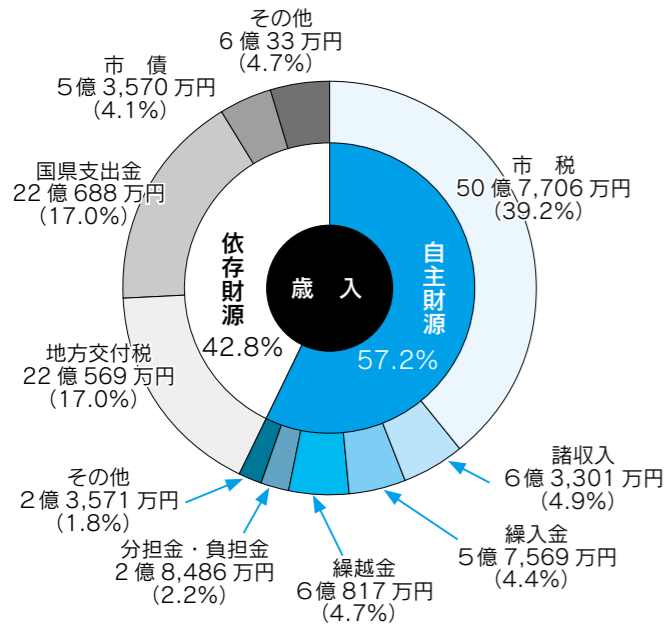 その他
6億33万円
(4.7%)
市　債
5億3,570万円
(4.1%)
国県支出金
22億688万円
(17.0%)
地方交付税
22億569万円
(17.0%)
その他
2億3,571万円
(1.8%)
分担金・負担金
2億8,486万円
(2.2%)
繰越金
6億817万円
(4.7%)
繰入金
5億7,569万円
(4.4%)
諸収入
6億3,301万円
(4.9%)
市　税
50億7,706万円
(39.2%)
依存財源
42.8%
歳　入
自主財源
57.2%